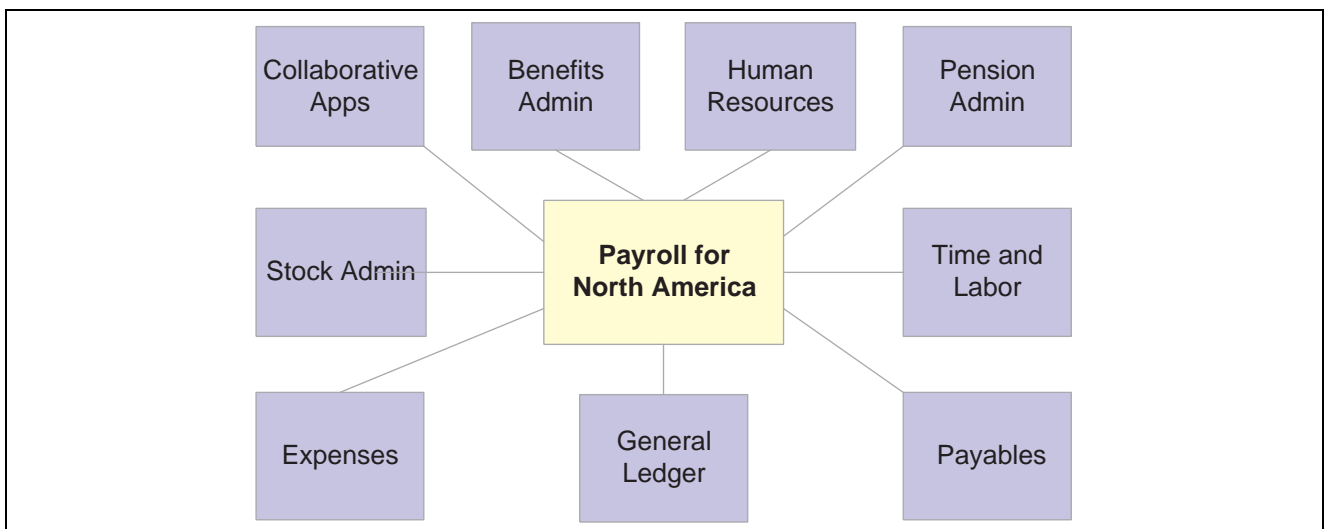 Collaborative
Apps
Benefits
Admin
Human
Resources
Pension
Admin
Stock Admin
Payroll for
North America
Time and
Labor
Expenses
General
Ledger
Payables